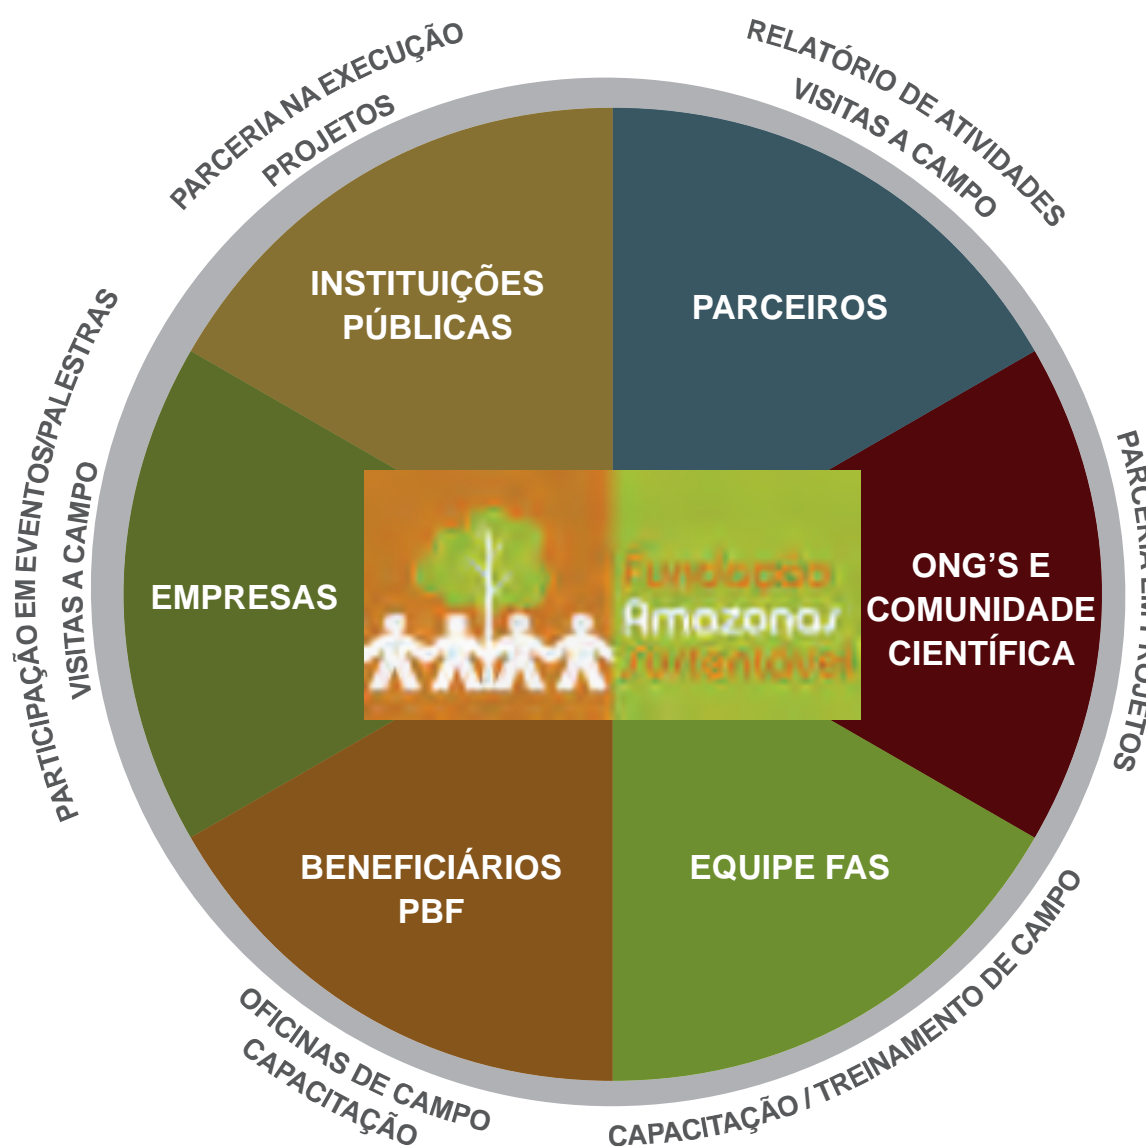 PARCERIA NA EXECUÇÃO
PROJETOS
RELATÓRIO DE ATIVIDADES
VISITAS A CAMPO
INSTITUIÇÕES
PÚBLICAS
PARCEIROS
PARTICIPAÇÃO EM EVENTOS/PALESTRAS
VISITAS A CAMPO
EMPRESAS
Fundação
Amazonas
Sustentável
ONG'S E
COMUNIDADE
CIENTÍFICA
PARCERIA EM PROJETOS
BENEFICIÁRIOS
PBF
EQUIPE FAS
OFICINAS DE CAMPO
CAPACITAÇÃO
CAPACITAÇÃO / TREINAMENTO DE CAMPO